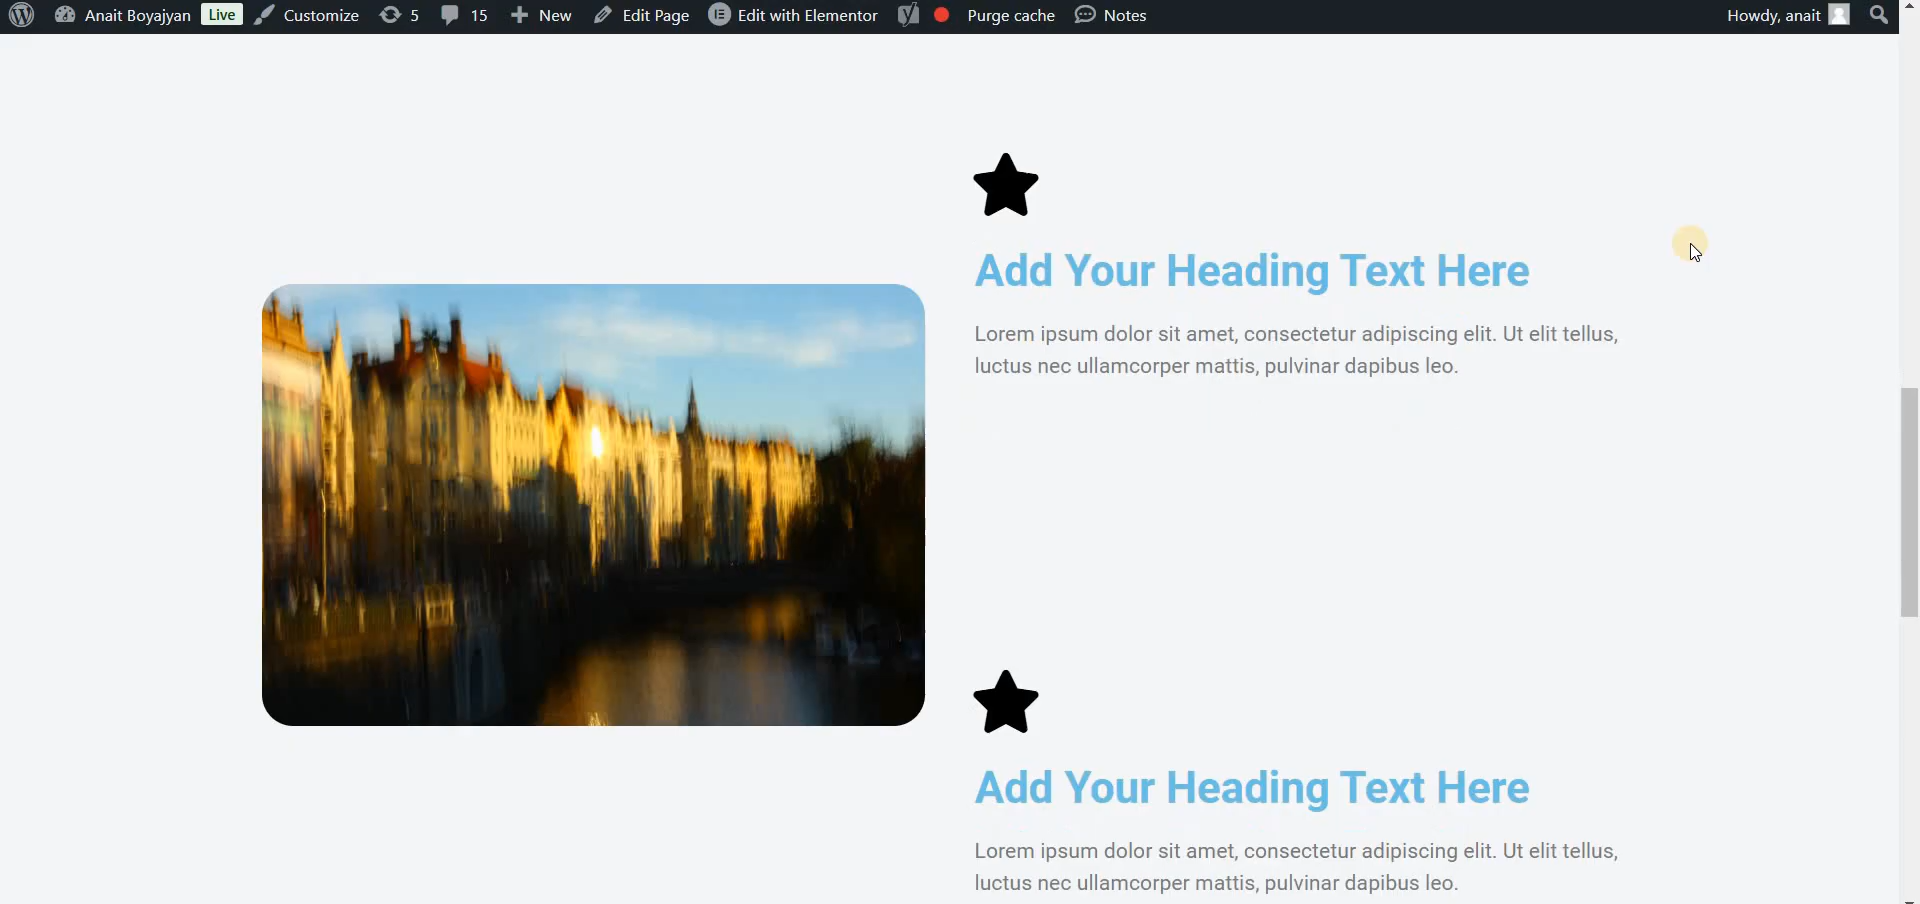 Anait Boyajyan Live Customize 5 15 New Edit Page Edit with Elementor Purge cache Notes Howdy, anait
Add Your Heading Text Here
Lorem ipsum dolor sit amet, consectetur adipiscing elit. Ut elit tellus,
luctus nec ullamcorper mattis, pulvinar dapibus leo.
Add Your Heading Text Here
Lorem ipsum dolor sit amet, consectetur adipiscing elit. Ut elit tellus,
luctus nec ullamcorper mattis, pulvinar dapibus leo.